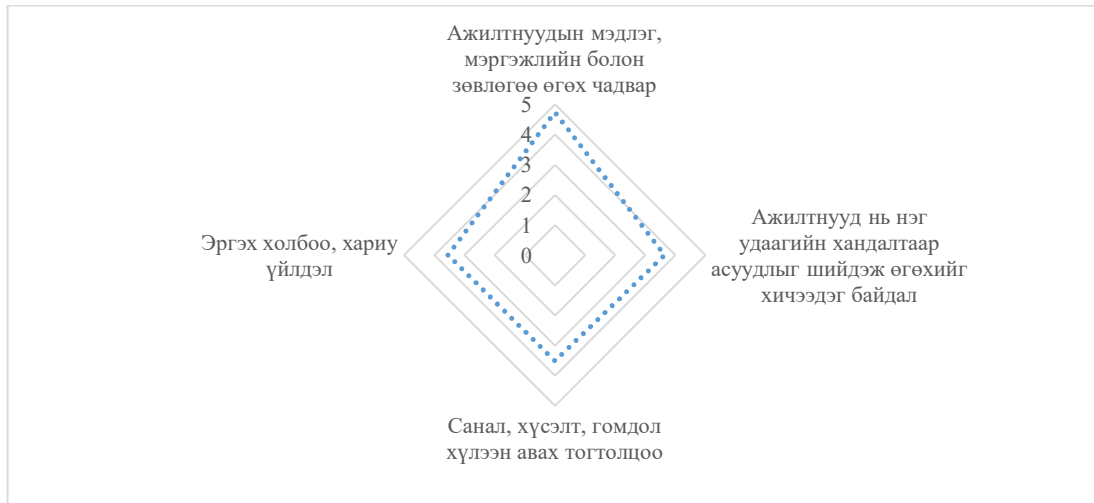 Ажилтнуудын мэдлэг,
мэргэжлийн болон
зөвлөгөө өгөх чадвар
5
4
3
2
1
0
Ажилтнууд нь нэг
удаагийн хандалтаар
асуудлыг шийдэж өгөхийг
хичээдэг байдал
Санал, хүсэлт, гомдол
хүлээн авах тогтолцоо
Эргэх холбоо, хариу
үйлдэл